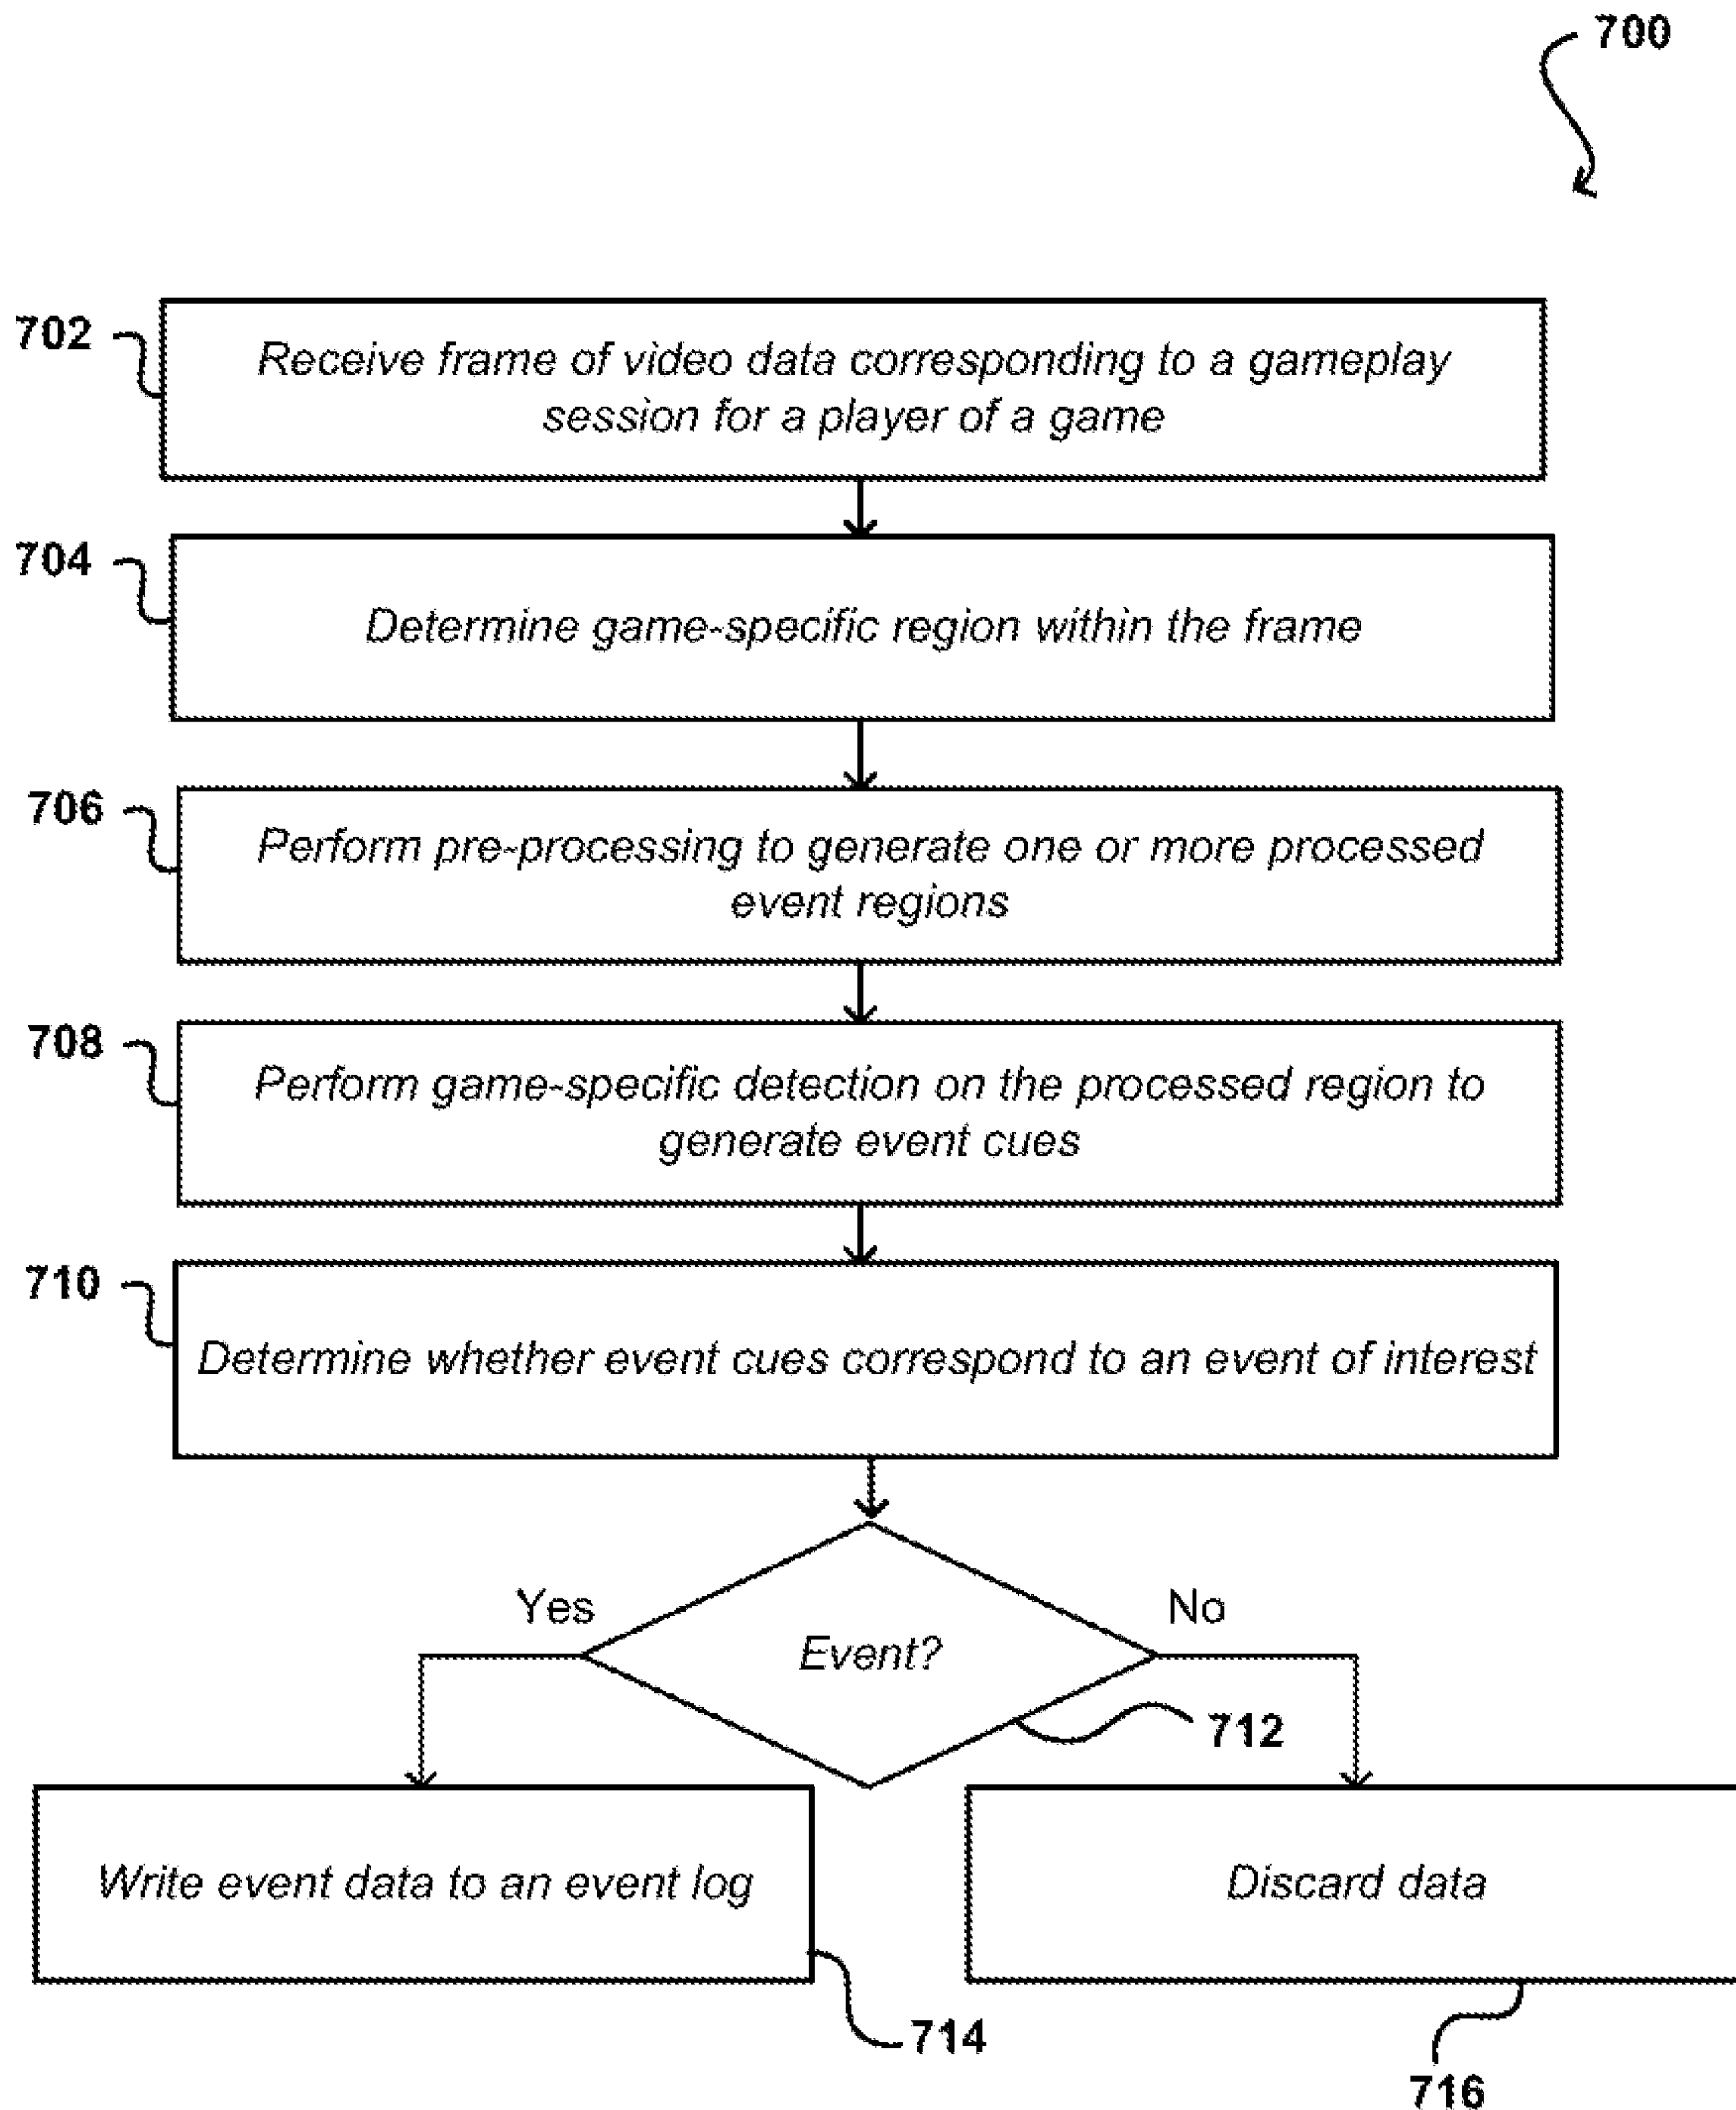 700
702
Receive frame of video data corresponding to a gameplay
session for a player of a game
704
Determine game-specific region within the frame
706
Perform pre-processing to generate one or more processed
event regions
708
Perform game-specific detection on the processed region to
generate event cues
710
Determine whether event cues correspond to an event of interest
Yes
No
Event?
712
Write event data to an event log
Discard data
714
716